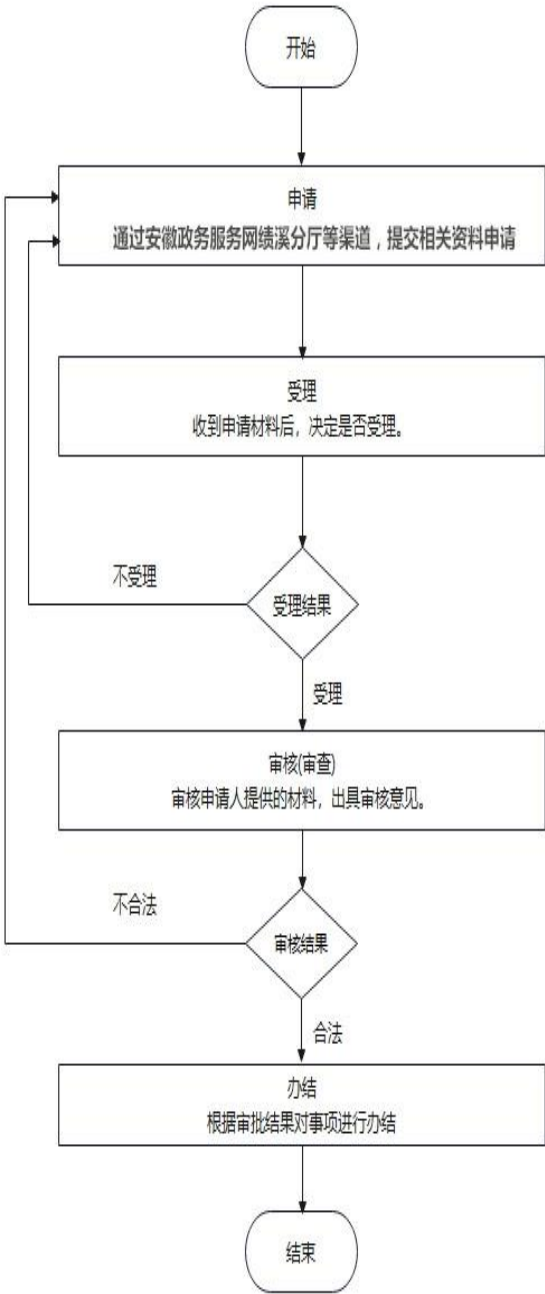 开始
申请
通过安徽政务服务网绩溪分厅等渠道，提交相关资料申请
受理
收到申请材料后，决定是否受理。
不受理
受理结果
受理
审核(审查)
审核申请人提供的材料，出具审核意见。
不合法
审核结果
合法
办结
根据审批结果对事项进行办结
结束